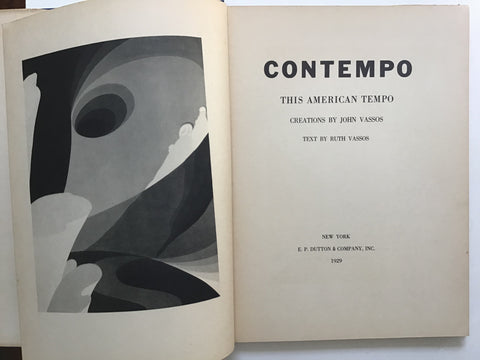 CONTEMPO
THIS AMERICAN TEMPO
CREATIONS BY JOHN VASSOS
TEXT BY RUTH VASSOS
NEW YORK
E. P. DUTTON & COMPANY, INC.
1929